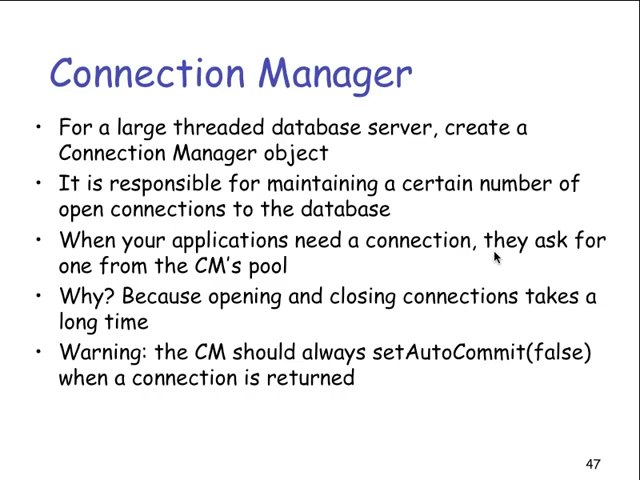 Connection Manager
• For a large threaded database server, create a
Connection Manager object
• It is responsible for maintaining a certain number of
open connections to the database
• When your applications need a connection, they ask for
one from the CM's pool
• Why? Because opening and closing connections takes a
long time
• Warning: the CM should always setAutoCommit(false)
when a connection is returned
47